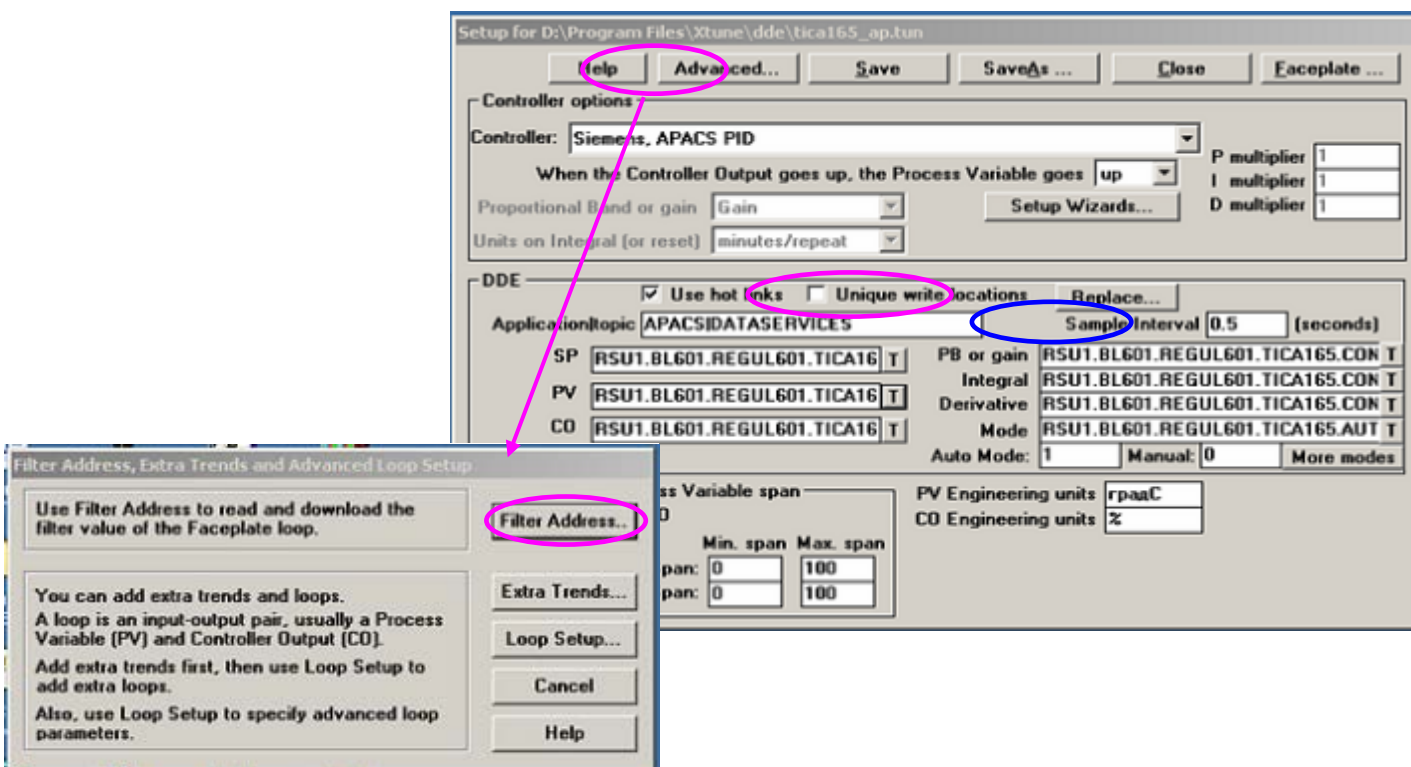 Setup for D:\Program Files\Xtune\dde\tica165_ap.tun
Help Advanced... Save SaveAs ... Close Faceplate ...
Controller options
Controller: Siemens, APACS PID
P multiplier 1
When the Controller Output goes up, the Process Variable goes up
I multiplier 1
Proportional Band or gain Gain Setup Wizards... D multiplier 1
Units on Integral (or reset) minutes/repeat
DDE
Use hot links Unique write locations Replace...
Application|topic APACS|DATASERVICES Sample Interval 0.5 (seconds)
SP RSU1.BL601.REGUL601.TICA16 T PB or gain RSU1.BL601.REGUL601.TICA165.CON T
Integral RSU1.BL601.REGUL601.TICA165.CON T
PV RSU1.BL601.REGUL601.TICA16 T Derivative RSU1.BL601.REGUL601.TICA165.CON T
CO RSU1.BL601.REGUL601.TICA16 T Mode RSU1.BL601.REGUL601.TICA165.AUT T
Auto Mode: 1 Manual: 0 More modes
ss Variable span PV Engineering units градС
CO Engineering units %
Min. span Max. span
pan: 0 100
pan: 0 100
Filter Address, Extra Trends and Advanced Loop Setup
Use Filter Address to read and download the
filter value of the Faceplate loop.
Filter Address..
You can add extra trends and loops.
A loop is an input-output pair, usually a Process
Variable (PV) and Controller Output (CO).
Add extra trends first, then use Loop Setup to
add extra loops.
Also, use Loop Setup to specify advanced loop
parameters.
Extra Trends...
Loop Setup...
Cancel
Help